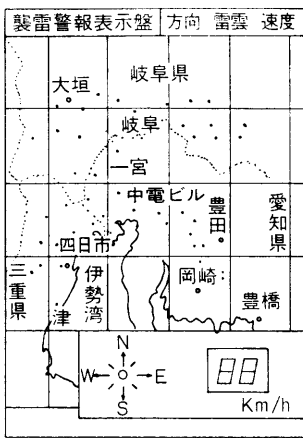 襲雷警報表示盤 方向 雷雲 速度
岐阜県
大垣
岐阜
一宮
中電ビル
愛知県
豊田
四日市
三重県
伊勢湾
岡崎
豊橋
津
N
W E
S
88
Km/h